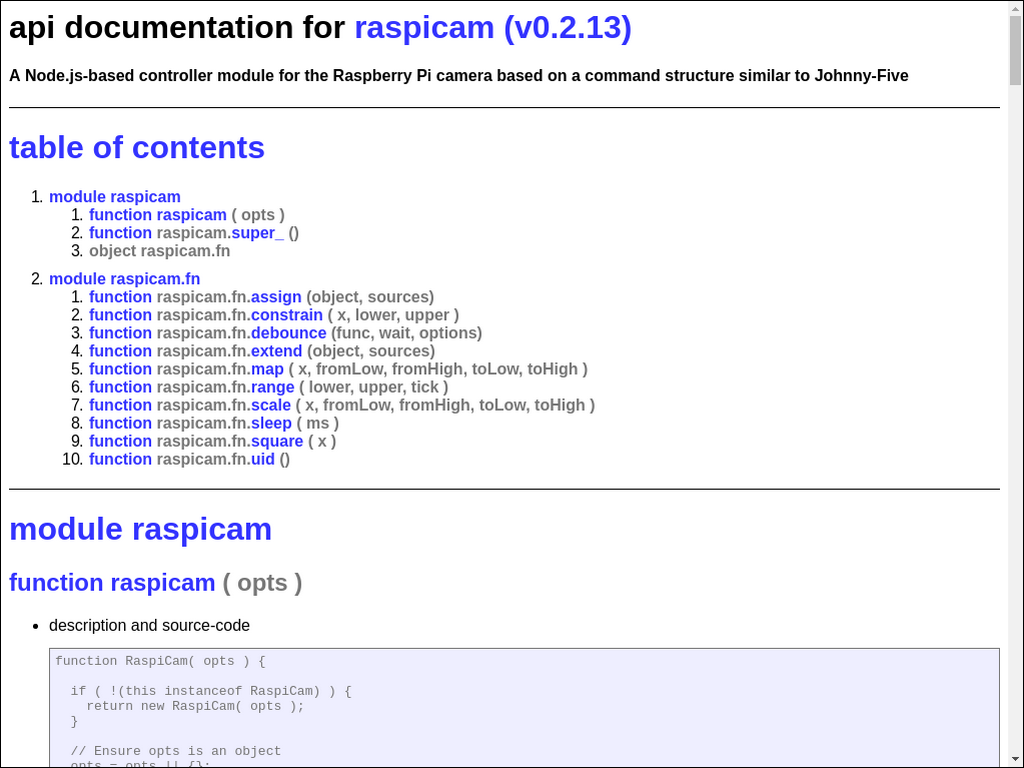 api documentation for raspicam (v0.2.13)
A Node.js-based controller module for the Raspberry Pi camera based on a command structure similar to Johnny-Five
table of contents
1. module raspicam
1. function raspicam ( opts )
2. function raspicam.super_ ()
3. object raspicam.fn
2. module raspicam.fn
1. function raspicam.fn.assign (object, sources)
2. function raspicam.fn.constrain ( x, lower, upper )
3. function raspicam.fn.debounce (func, wait, options)
4. function raspicam.fn.extend (object, sources)
5. function raspicam.fn.map ( x, fromLow, fromHigh, toLow, toHigh )
6. function raspicam.fn.range ( lower, upper, tick )
7. function raspicam.fn.scale ( x, fromLow, fromHigh, toLow, toHigh )
8. function raspicam.fn.sleep ( ms )
9. function raspicam.fn.square ( x )
10. function raspicam.fn.uid ()
module raspicam
function raspicam ( opts )
• description and source-code
function RaspiCam( opts ) {
if ( !(this instanceof RaspiCam) ) {
return new RaspiCam( opts );
}
// Ensure opts is an object
opts = opts || {};